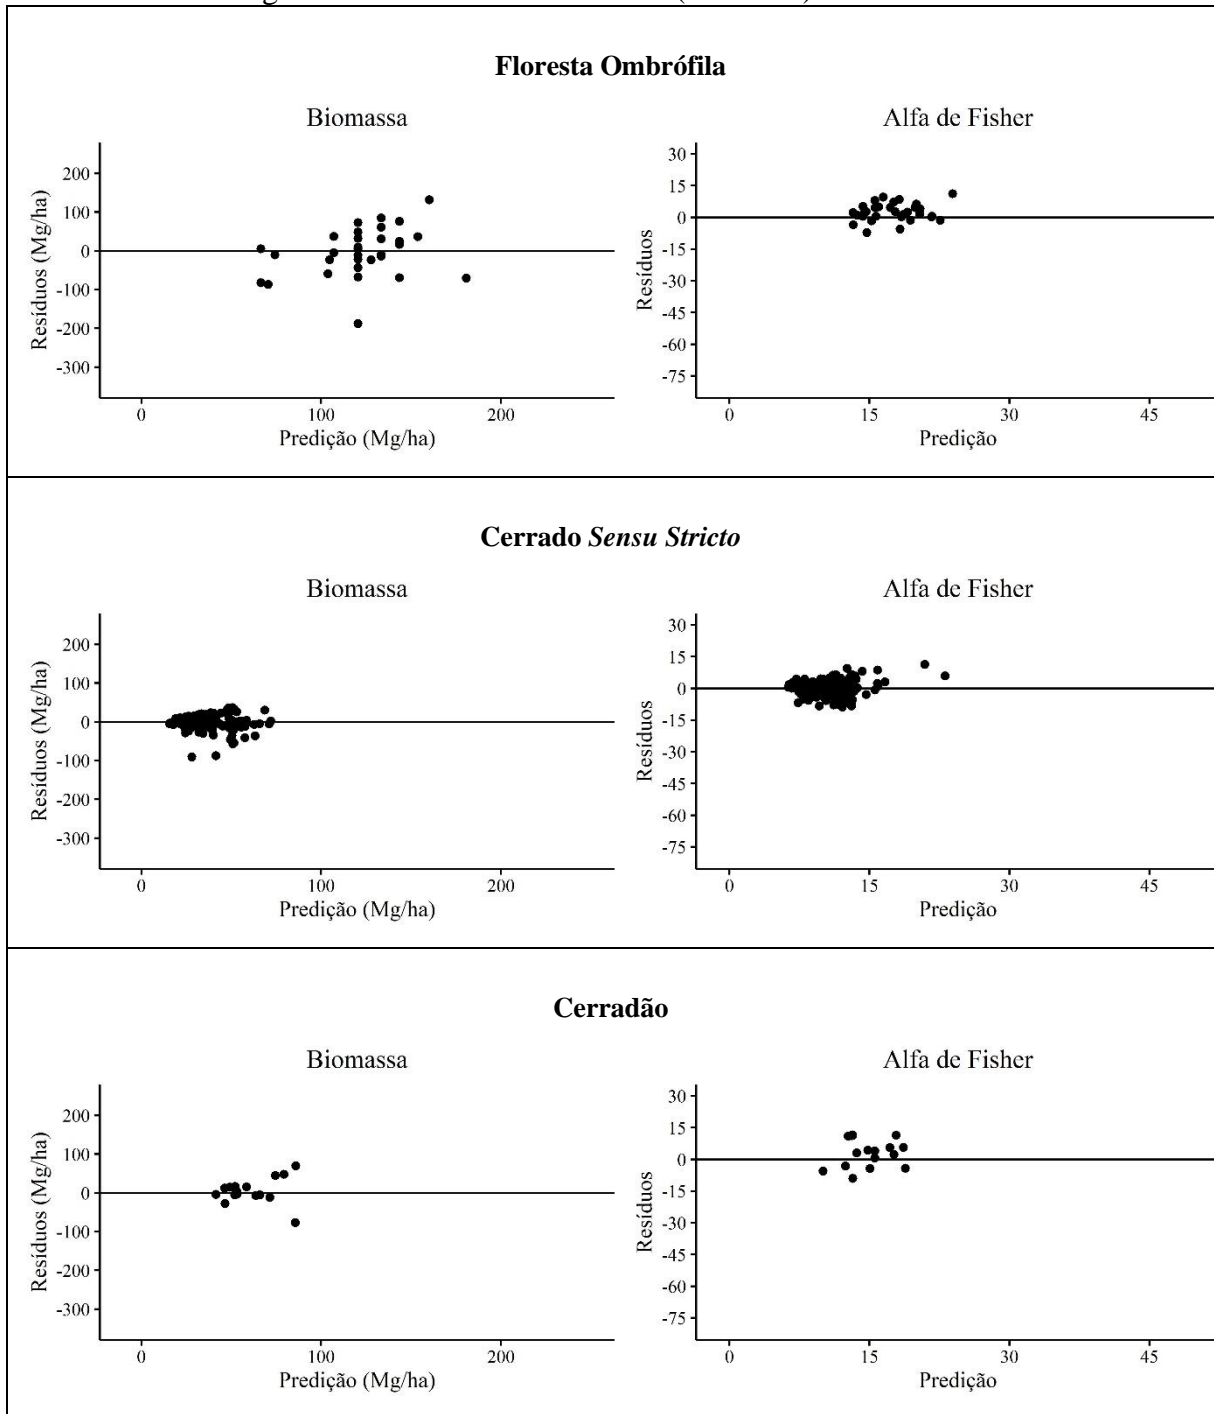 Floresta Ombrófila
Biomassa
Resíduos (Mg/ha)
200
100
0
-100
-200
-300
0 100 200
Predição (Mg/ha)
Alfa de Fisher
Resíduos
30
15
0
-15
-30
-45
-60
-75
0 15 30 45
Predição
Cerrado Sensu Stricto
Biomassa
Resíduos (Mg/ha)
200
100
0
-100
-200
-300
0 100 200
Predição (Mg/ha)
Alfa de Fisher
Resíduos
30
15
0
-15
-30
-45
-60
-75
0 15 30 45
Predição
Cerradão
Biomassa
Resíduos (Mg/ha)
200
100
0
-100
-200
-300
0 100 200
Predição (Mg/ha)
Alfa de Fisher
Resíduos
30
15
0
-15
-30
-45
-60
-75
0 15 30 45
Predição